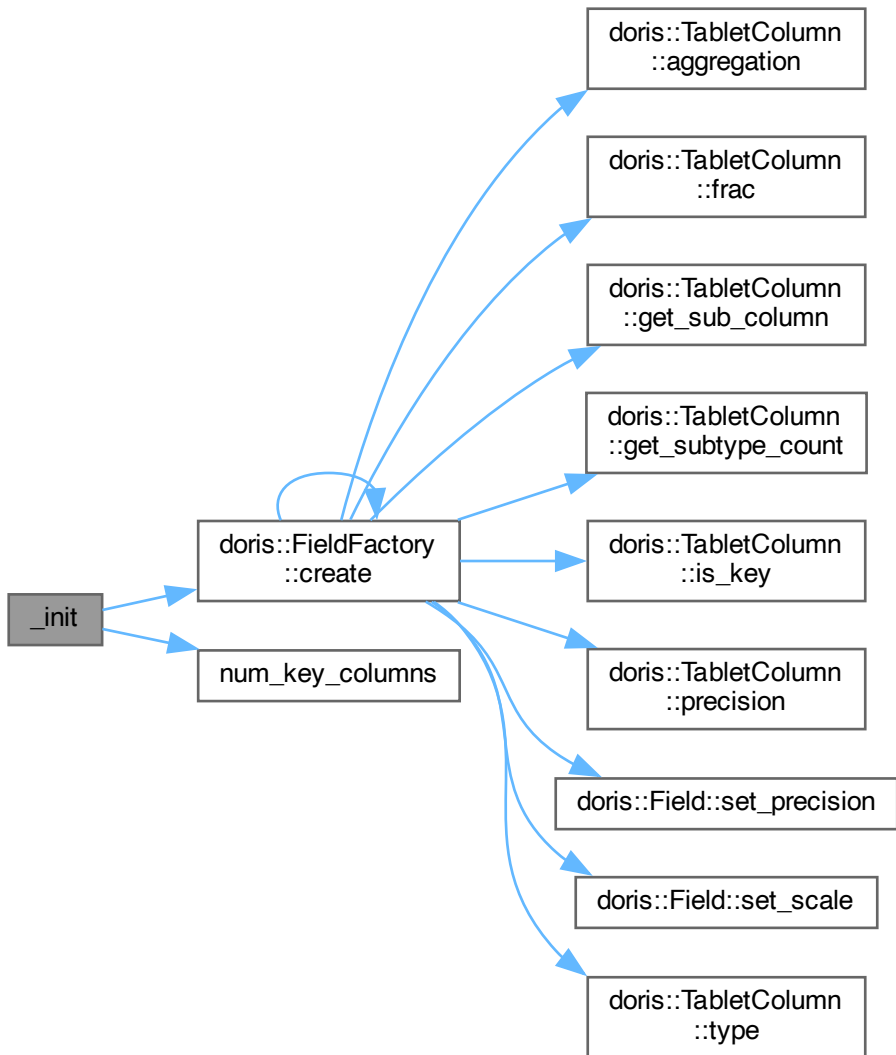 doris::TabletColumn
::aggregation
doris::TabletColumn
::frac
doris::TabletColumn
::get_sub_column
doris::TabletColumn
::get_subtype_count
doris::FieldFactory
::create
doris::TabletColumn
::is_key
_init
num_key_columns
doris::TabletColumn
::precision
doris::Field::set_precision
doris::Field::set_scale
doris::TabletColumn
::type